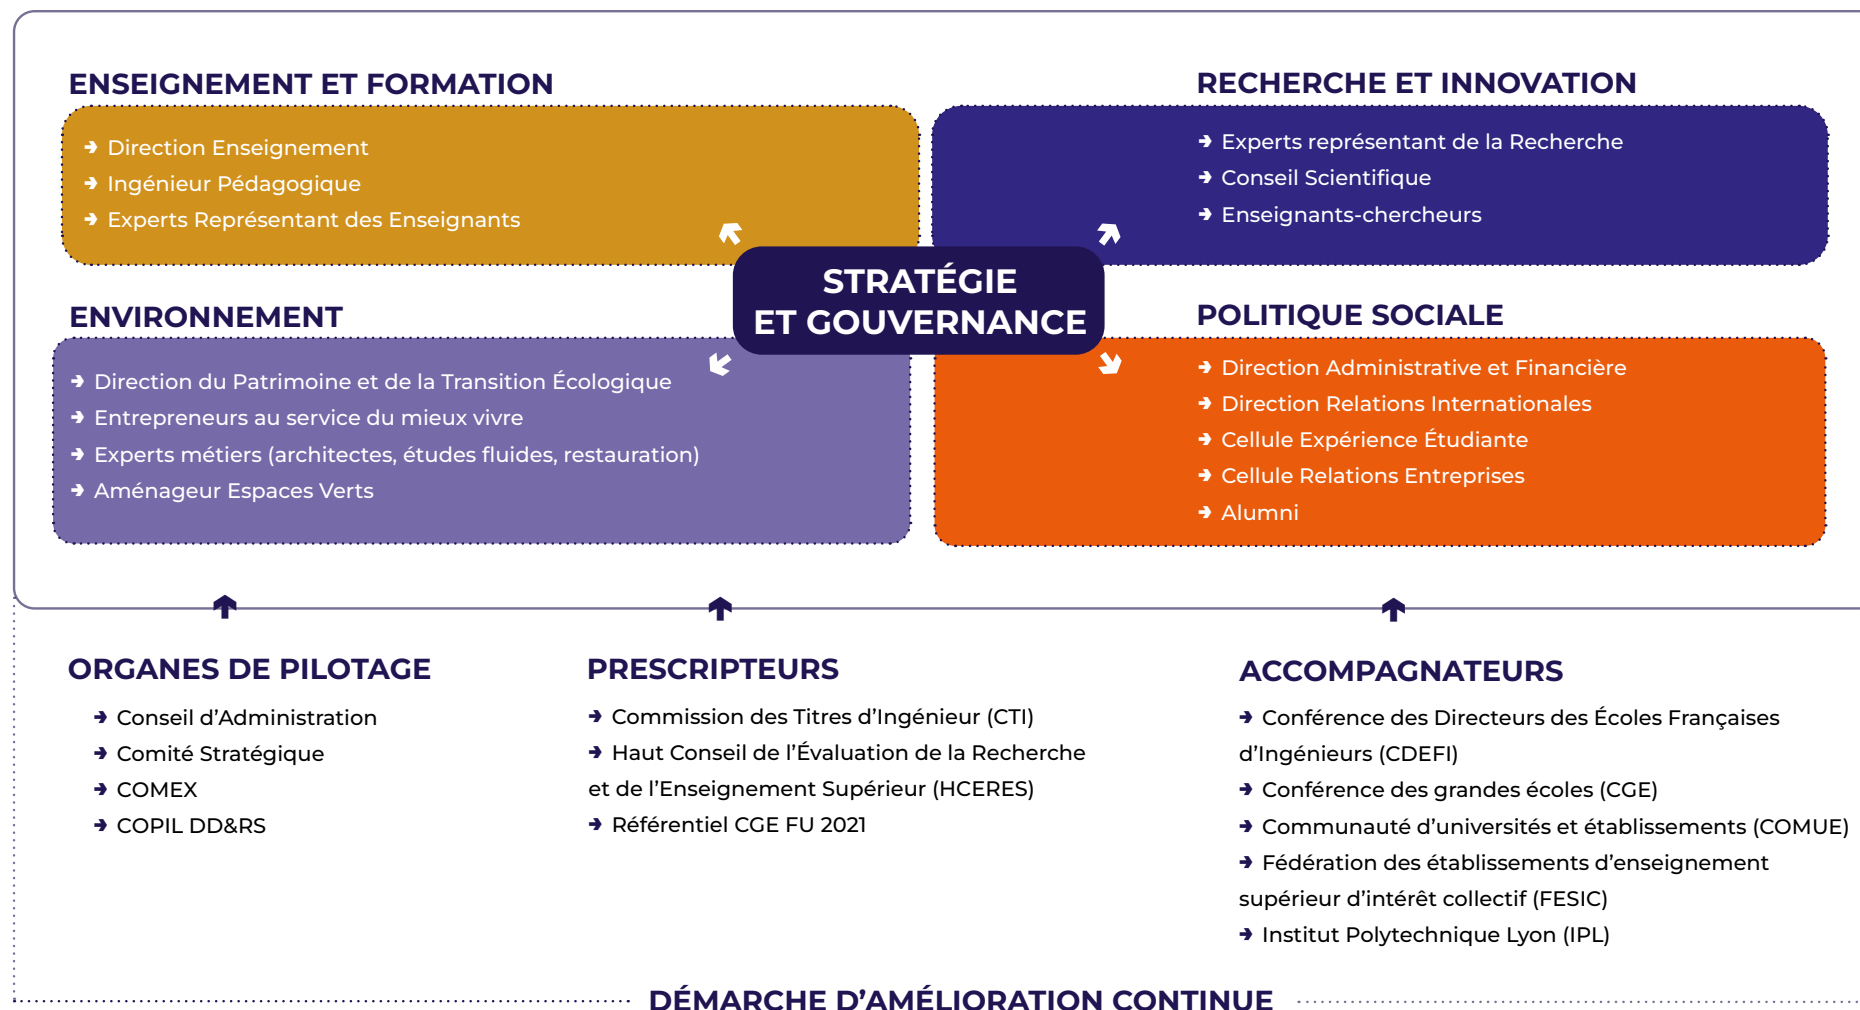 ENSEIGNEMENT ET FORMATION
➔ Direction Enseignement
➔ Ingénieur Pédagogique
➔ Experts Représentant des Enseignants
RECHERCHE ET INNOVATION
➔ Experts représentant de la Recherche
➔ Conseil Scientifique
➔ Enseignants-chercheurs
STRATÉGIE
ET GOUVERNANCE
ENVIRONNEMENT
➔ Direction du Patrimoine et de la Transition Écologique
➔ Entrepreneurs au service du mieux vivre
➔ Experts métiers (architectes, études fluides, restauration)
➔ Aménageur Espaces Verts
POLITIQUE SOCIALE
➔ Direction Administrative et Financière
➔ Direction Relations Internationales
➔ Cellule Expérience Étudiante
➔ Cellule Relations Entreprises
➔ Alumni
ORGANES DE PILOTAGE
➔ Conseil d’Administration
➔ Comité Stratégique
➔ COMEX
➔ COPIL DD&RS
PRESCRIPTEURS
➔ Commission des Titres d’Ingénieur (CTI)
➔ Haut Conseil de l’Évaluation de la Recherche
et de l’Enseignement Supérieur (HCERES)
➔ Référentiel CGE FU 2021
ACCOMPAGNATEURS
➔ Conférence des Directeurs des Écoles Françaises
d’Ingénieurs (CDEFI)
➔ Conférence des grandes écoles (CGE)
➔ Communauté d’universités et établissements (COMUE)
➔ Fédération des établissements d’enseignement
supérieur d’intérêt collectif (FESIC)
➔ Institut Polytechnique Lyon (IPL)
DÉMARCHE D’AMÉLIORATION CONTINUE